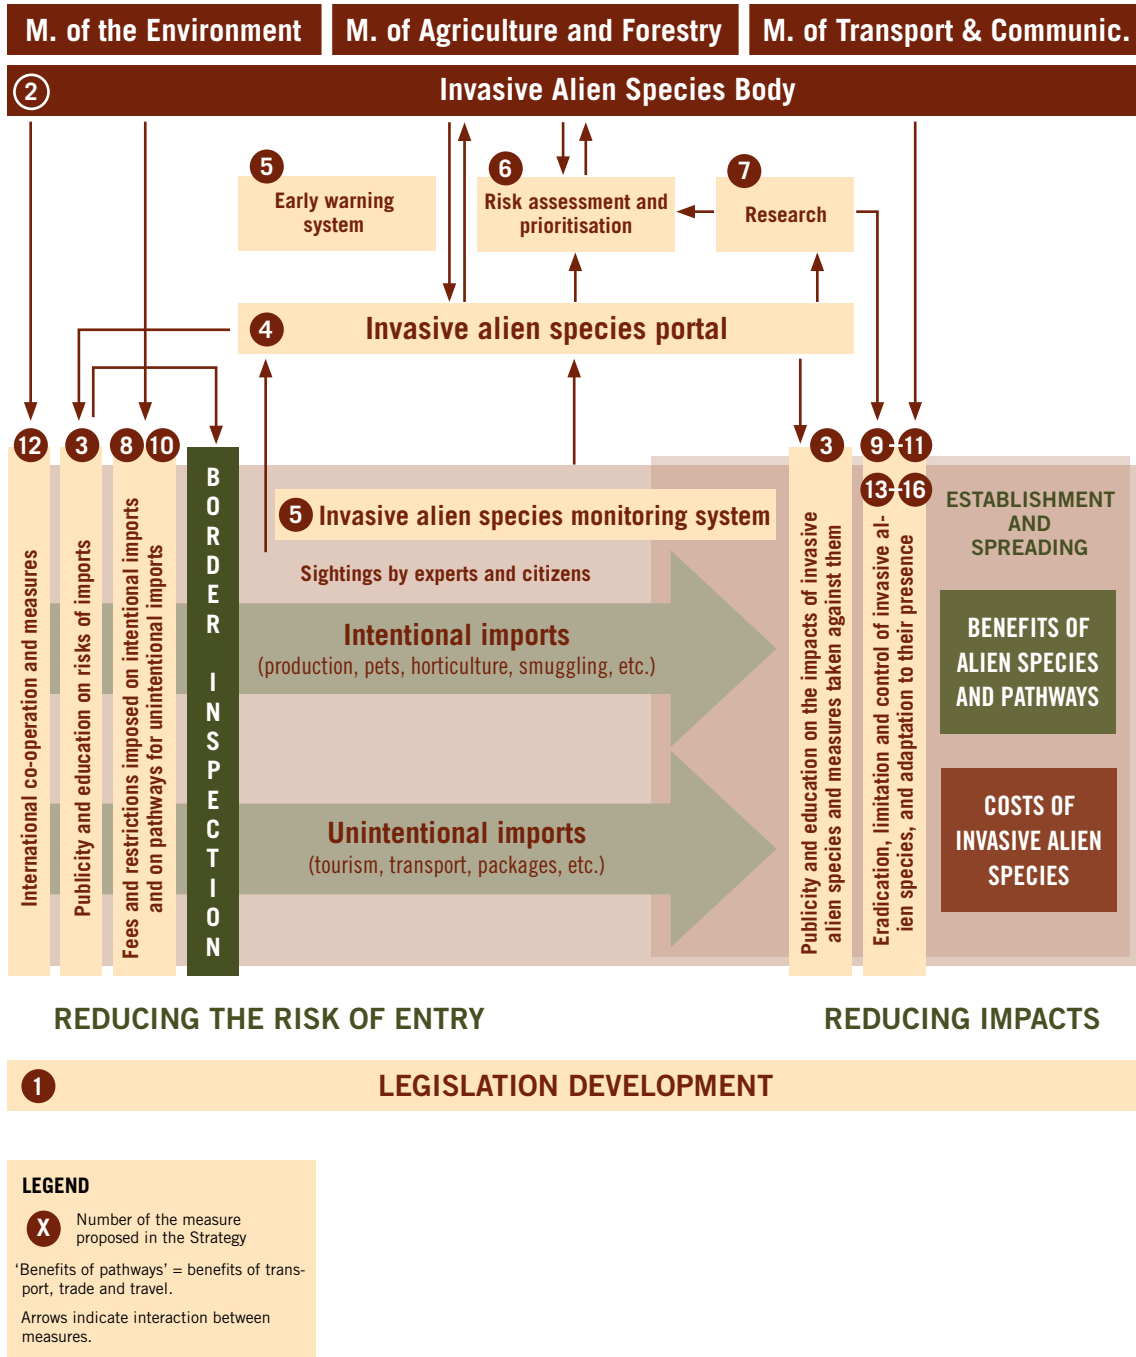 M. of the Environment
M. of Agriculture and Forestry
M. of Transport & Communic.
2
Invasive Alien Species Body
5
Early warning
system
6
Risk assessment and
prioritisation
7
Research
4
Invasive alien species portal
12
International co-operation and measures
3
Publicity and education on risks of imports
8
10
Fees and restrictions imposed on intentional imports
and on pathways for unintentional imports
BORDER INSPECTION
5 Invasive alien species monitoring system
Sightings by experts and citizens
Intentional imports
(production, pets, horticulture, smuggling, etc.)
Unintentional imports
(tourism, transport, packages, etc.)
3
Publicity and education on the impacts of invasive
alien species and measures taken against them
9–11
13–16
Eradication, limitation and control of invasive al-
ien species, and adaptation to their presence
ESTABLISHMENT
AND
SPREADING
BENEFITS OF
ALIEN SPECIES
AND PATHWAYS
COSTS OF
INVASIVE ALIEN
SPECIES
REDUCING THE RISK OF ENTRY
REDUCING IMPACTS
1
LEGISLATION DEVELOPMENT
LEGEND
X
Number of the measure
proposed in the Strategy
‘Benefits of pathways’ = benefits of trans-
port, trade and travel.
Arrows indicate interaction between
measures.